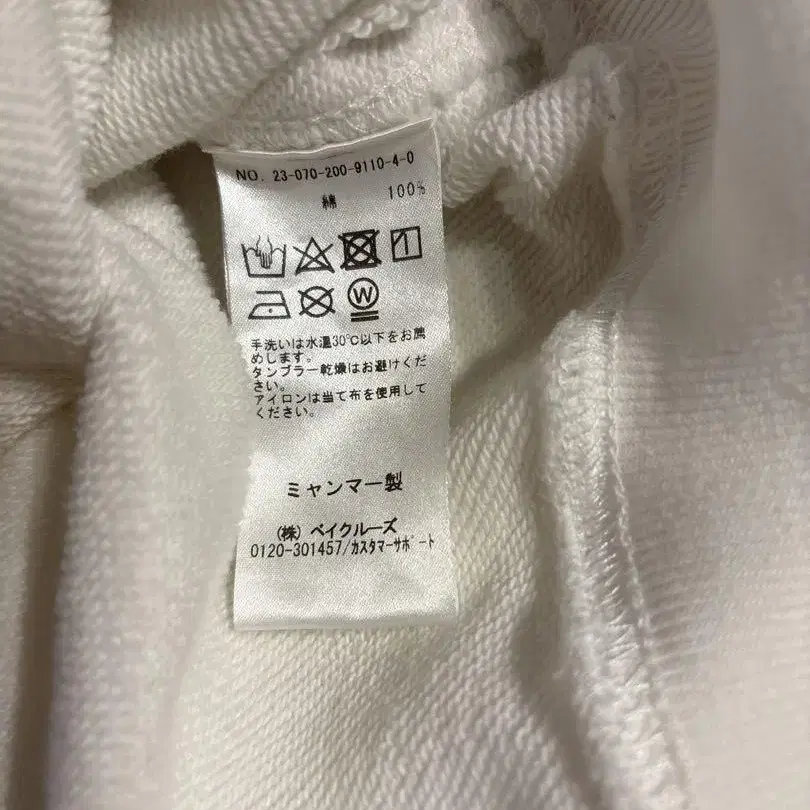 NO. 23-070-200-9110-4-0
綿 100%
W
手洗いは水温30℃以下をお薦
めします。
タンブラー乾燥はお避けくだ
さい。
アイロンは当て布を使用して
ください。
ミャンマー製
(株) ベイクルーズ
0120-301457/カスタマーサポート